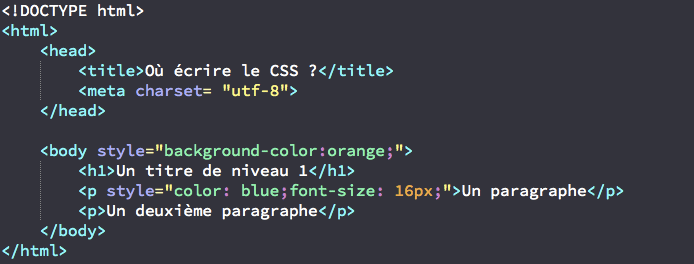 <!DOCTYPE html>
<html>
    <head>
        <title>Où écrire le CSS ?</title>
        <meta charset= "utf-8">
    </head>

    <body style="background-color:orange;">
        <h1>Un titre de niveau 1</h1>
        <p style="color: blue;font-size: 16px;">Un paragraphe</p>
        <p>Un deuxième paragraphe</p>
    </body>
</html>